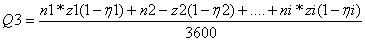 Q3 = n1*z1(1-η1)+n2-z2(1-η2)+....+ni*zi(1-ηi)
3600